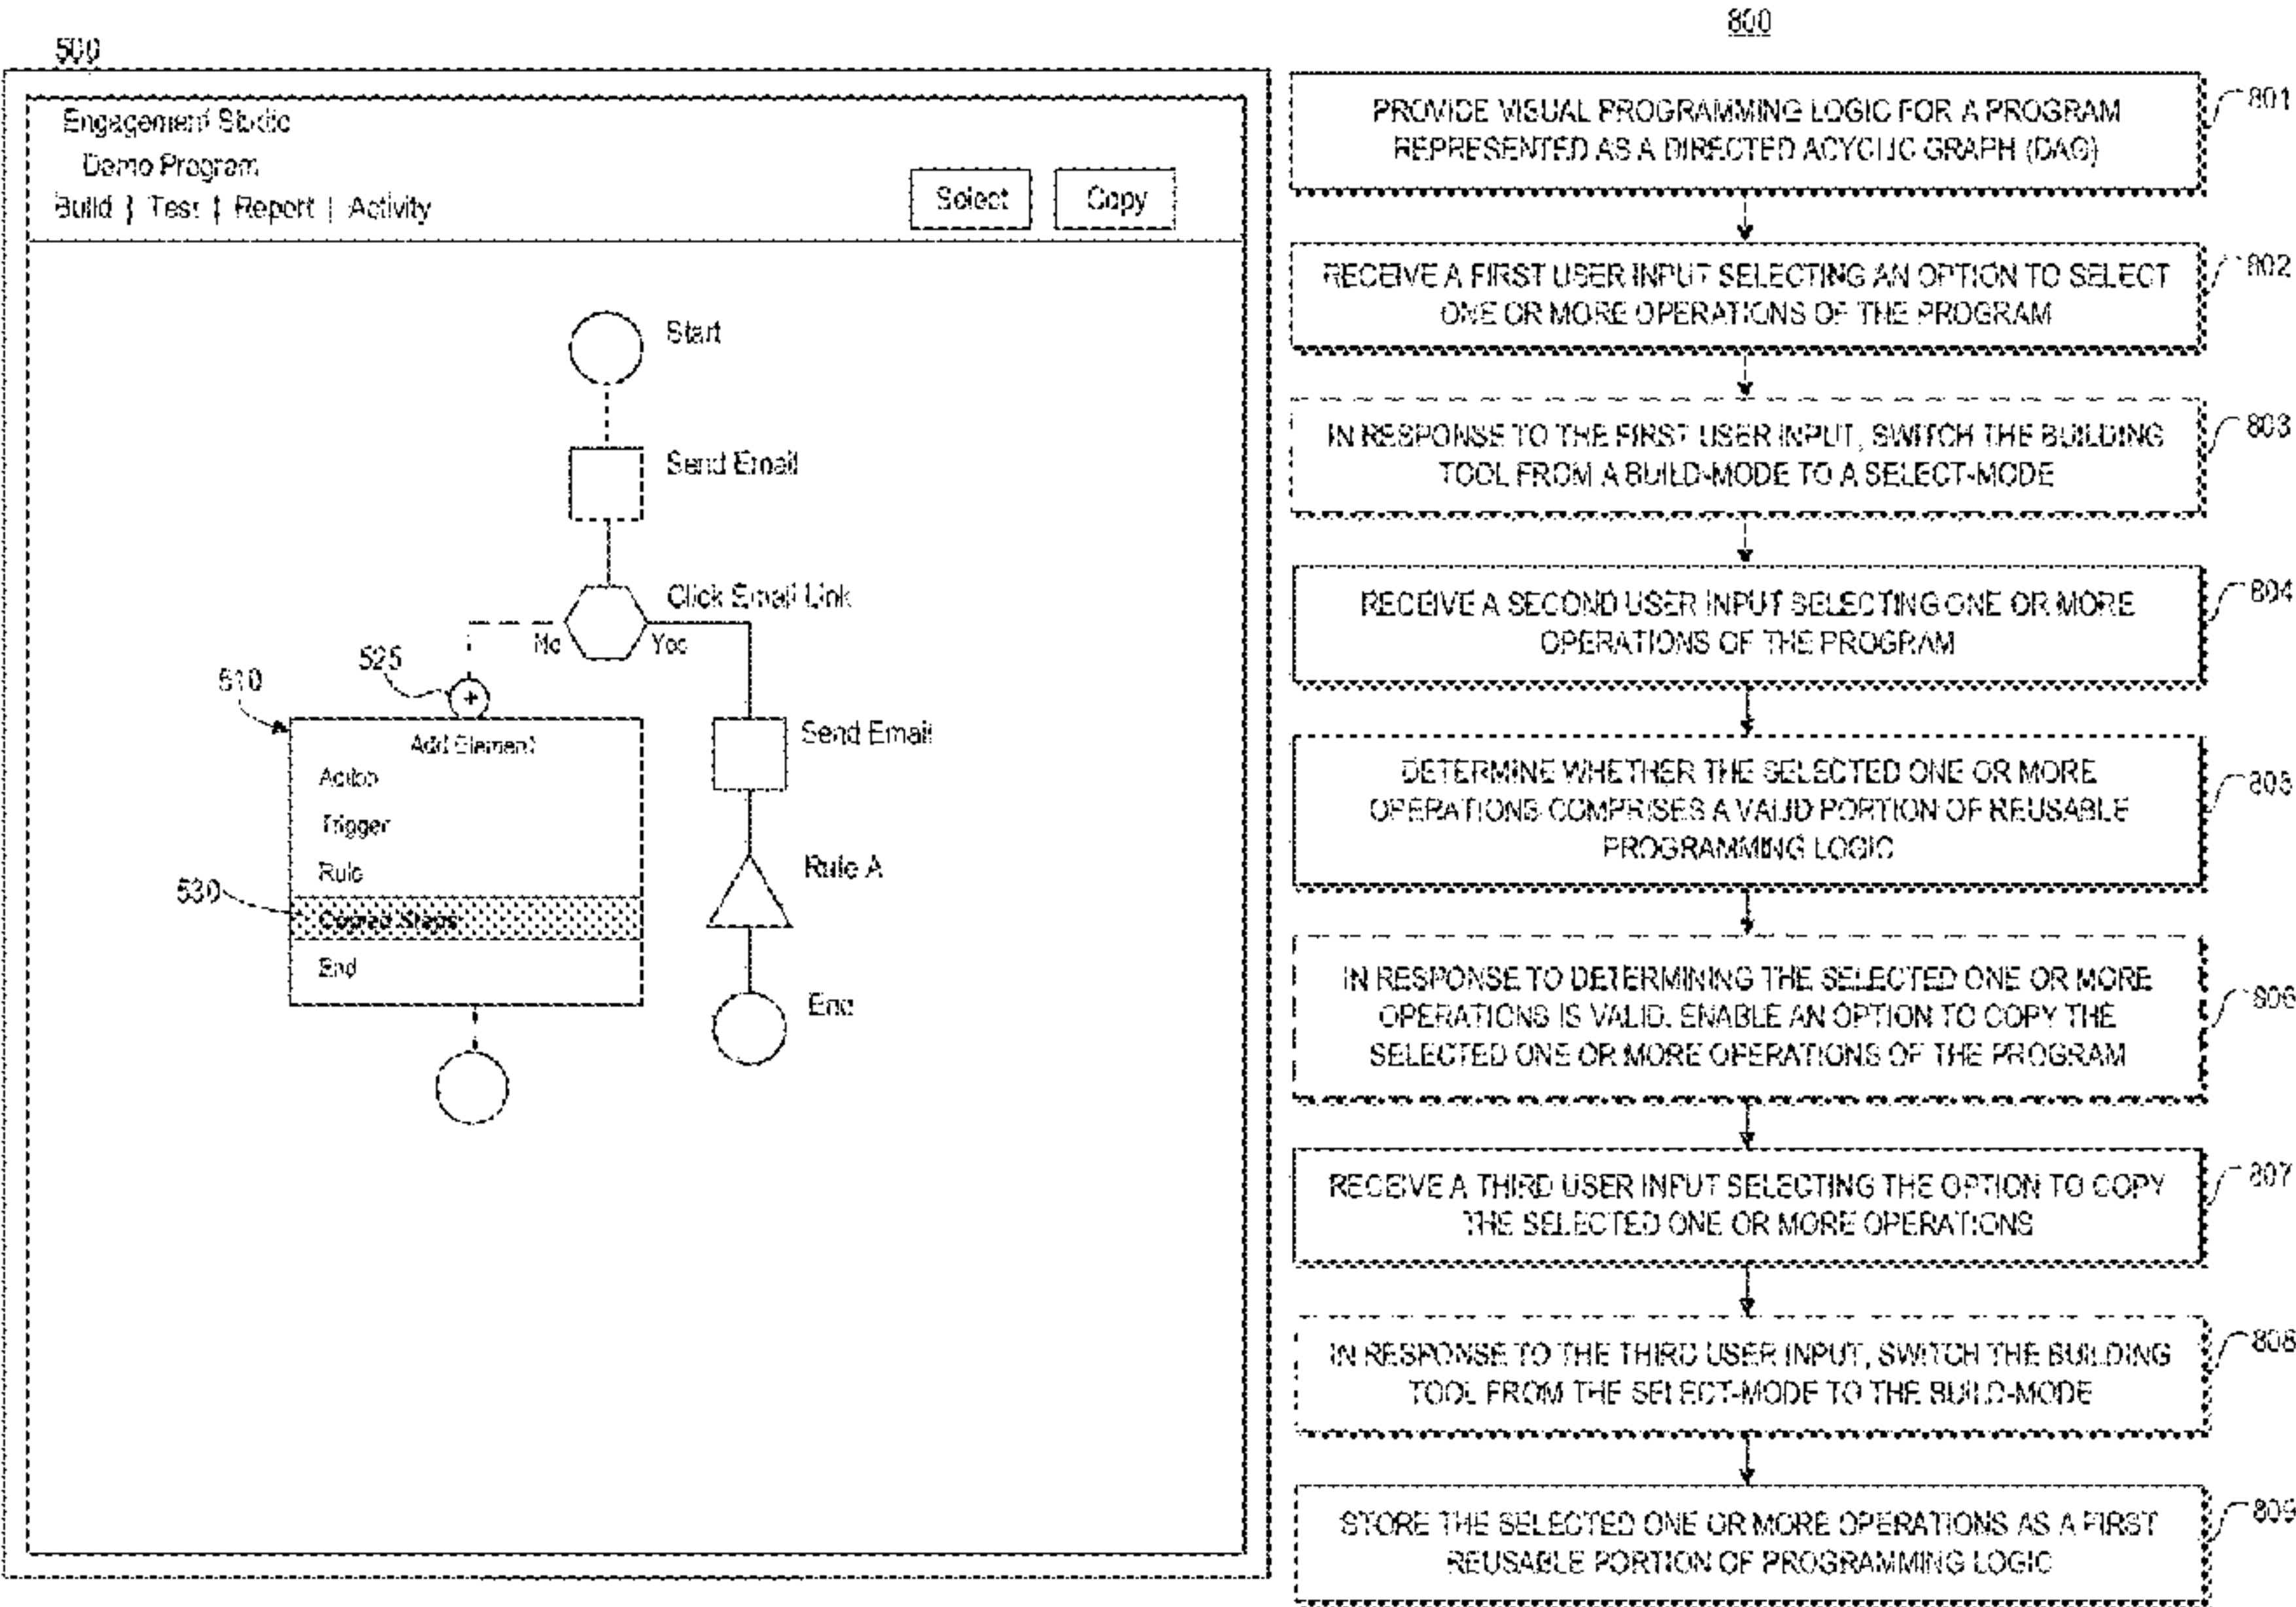 500
Engagement Studio
Demo Program
Build | Test | Report | Activity
Select
Copy
Start
Send Email
Click Email Link
No
Yes
525
510
+
Add Element
Action
Trigger
Rule
530
Copied Steps
End
Send Email
Rule A
End
800
PROVIDE VISUAL PROGRAMMING LOGIC FOR A PROGRAM
REPRESENTED AS A DIRECTED ACYCLIC GRAPH (DAG)
801
RECEIVE A FIRST USER INPUT SELECTING AN OPTION TO SELECT
ONE OR MORE OPERATIONS OF THE PROGRAM
802
IN RESPONSE TO THE FIRST USER INPUT, SWITCH THE BUILDING
TOOL FROM A BUILD-MODE TO A SELECT-MODE
803
RECEIVE A SECOND USER INPUT SELECTING ONE OR MORE
OPERATIONS OF THE PROGRAM
804
DETERMINE WHETHER THE SELECTED ONE OR MORE
OPERATIONS COMPRISES A VALID PORTION OF REUSABLE
PROGRAMMING LOGIC
805
IN RESPONSE TO DETERMINING THE SELECTED ONE OR MORE
OPERATIONS IS VALID, ENABLE AN OPTION TO COPY THE
SELECTED ONE OR MORE OPERATIONS OF THE PROGRAM
806
RECEIVE A THIRD USER INPUT SELECTING THE OPTION TO COPY
THE SELECTED ONE OR MORE OPERATIONS
807
IN RESPONSE TO THE THIRD USER INPUT, SWITCH THE BUILDING
TOOL FROM THE SELECT-MODE TO THE BUILD-MODE
808
STORE THE SELECTED ONE OR MORE OPERATIONS AS A FIRST
REUSABLE PORTION OF PROGRAMMING LOGIC
809